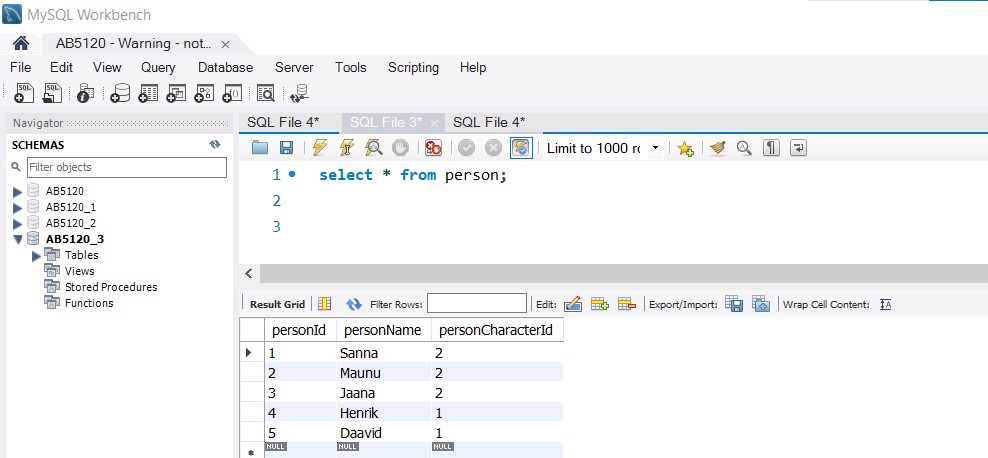 MySQL Workbench
AB5120 - Warning - not... ×
File Edit View Query Database Server Tools Scripting Help
Navigator
SCHEMAS
Filter objects
AB5120
AB5120_1
AB5120_2
AB5120_3
Tables
Views
Stored Procedures
Functions
SQL File 4* SQL File 3* × SQL File 4*
Limit to 1000 rc
1 select * from person;
2
3
Result Grid Filter Rows: Edit: Export/Import: Wrap Cell Content: IA
personId personName personCharacterId
1 Sanna 2
2 Maunu 2
3 Jaana 2
4 Henrik 1
5 Daavid 1
NULL NULL NULL